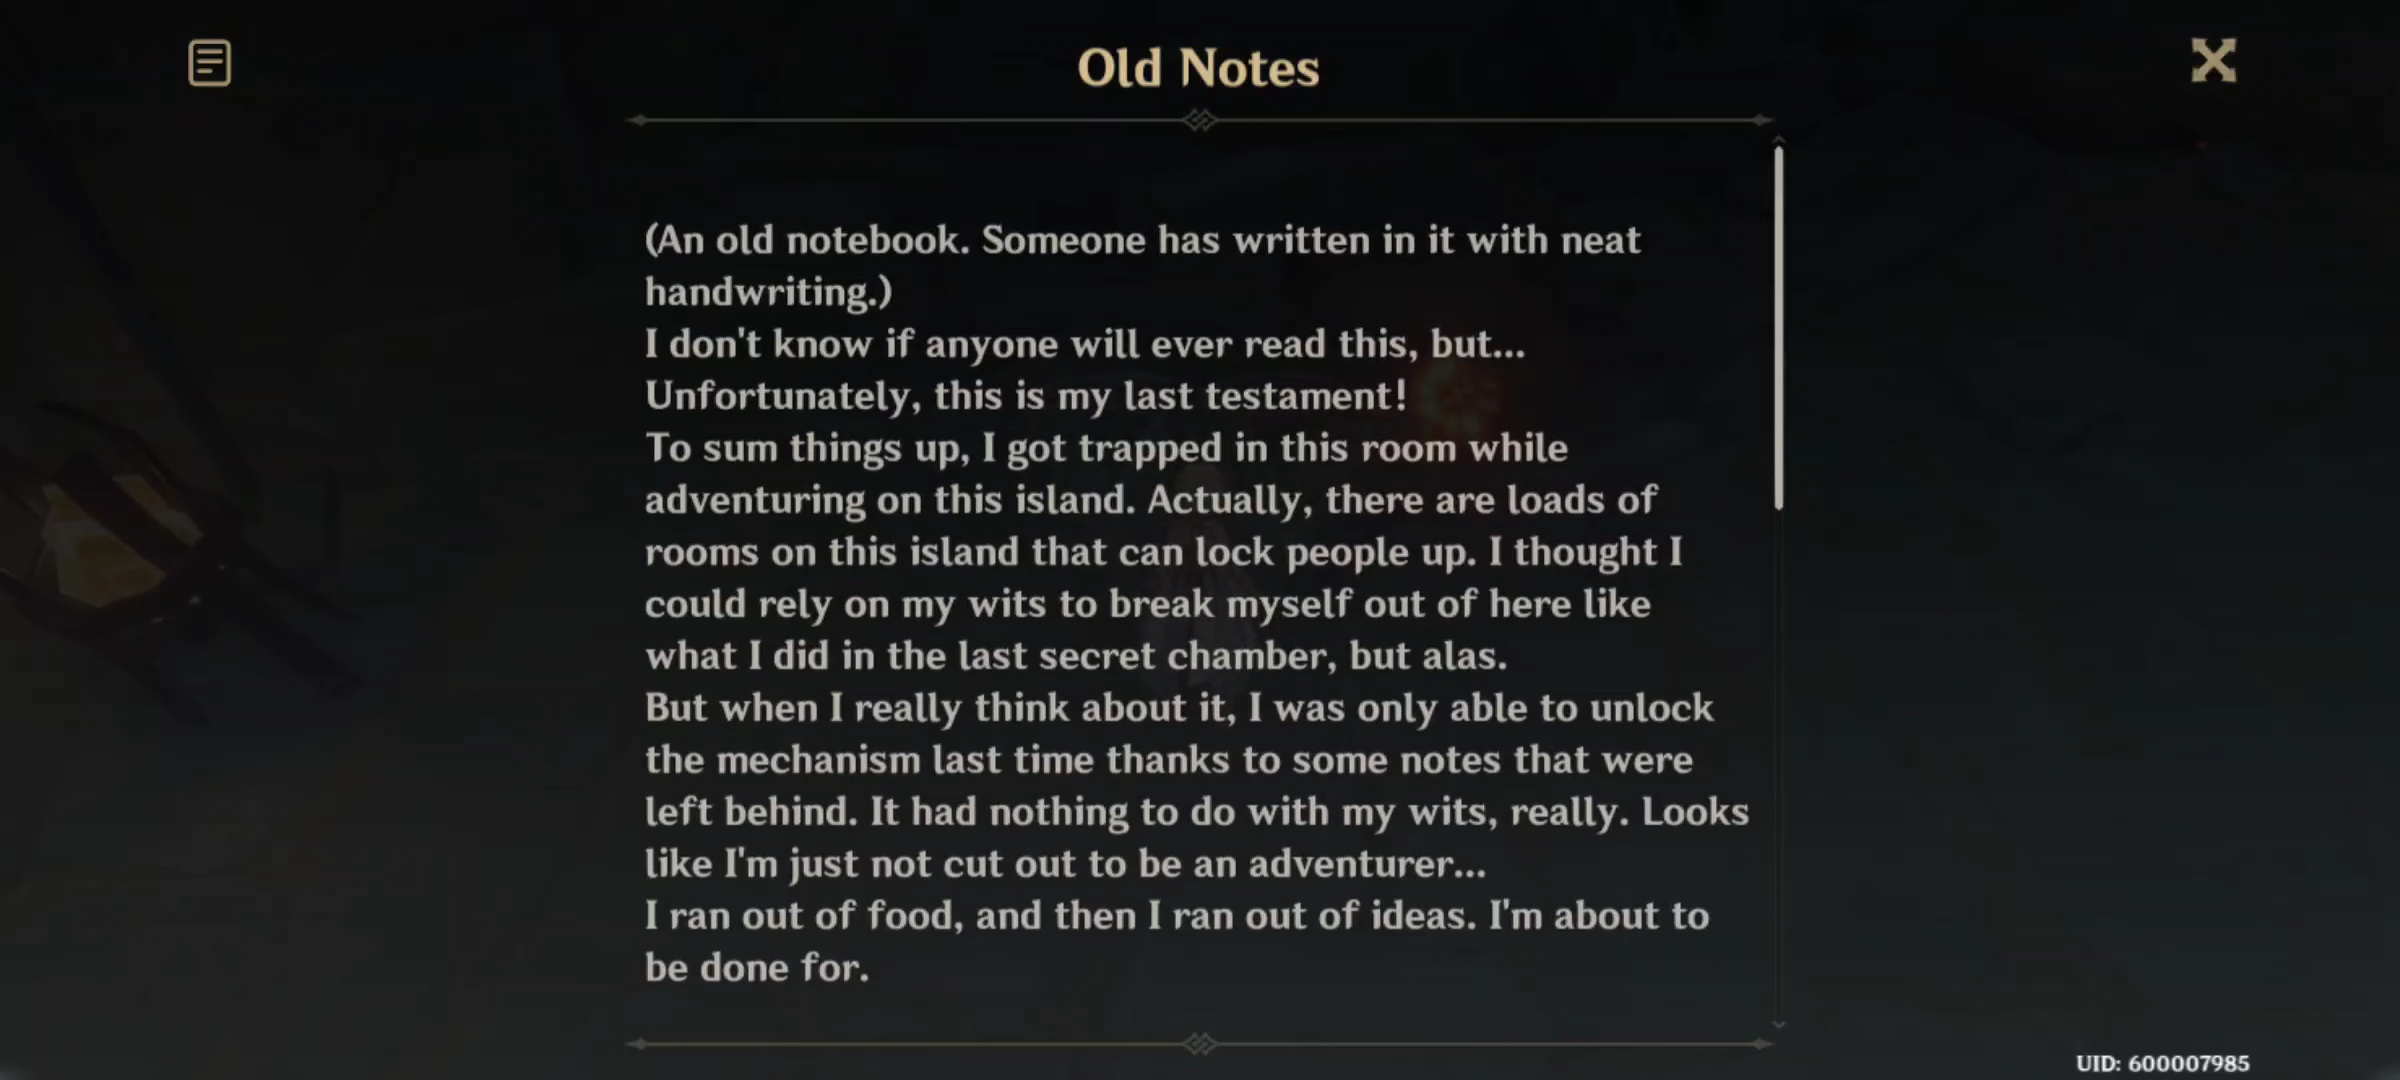 Old Notes
(An old notebook. Someone has written in it with neat
handwriting.)
I don't know if anyone will ever read this, but...
Unfortunately, this is my last testament!
To sum things up, I got trapped in this room while
adventuring on this island. Actually, there are loads of
rooms on this island that can lock people up. I thought I
could rely on my wits to break myself out of here like
what I did in the last secret chamber, but alas.
But when I really think about it, I was only able to unlock
the mechanism last time thanks to some notes that were
left behind. It had nothing to do with my wits, really. Looks
like I'm just not cut out to be an adventurer...
I ran out of food, and then I ran out of ideas. I'm about to
be done for.
UID: 600007985